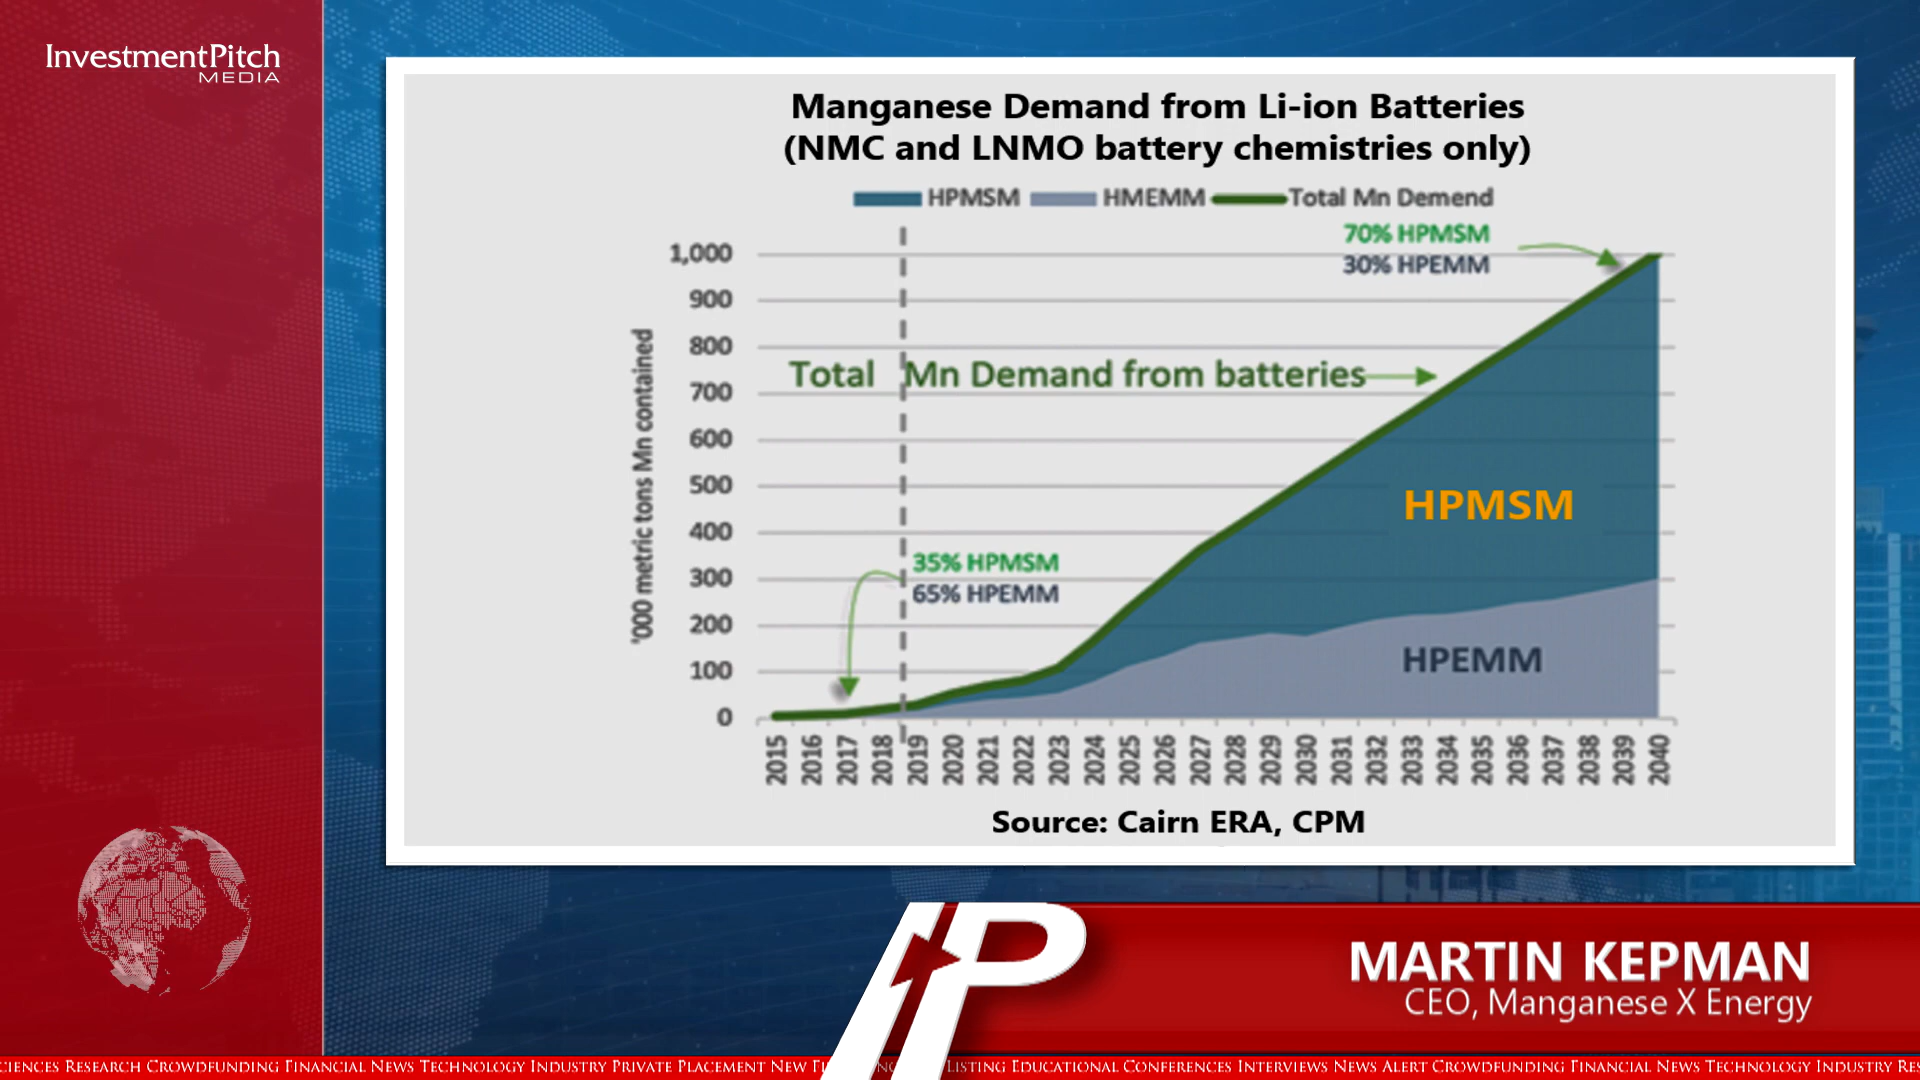 InvestmentPitch
MEDIA
Manganese Demand from Li-ion Batteries
(NMC and LNMO battery chemistries only)
HPMSM HMEMM Total Mn Demand
70% HPMSM
30% HPEMM
1,000
900
800
700
600
500
400
300
200
100
0
'000 metric tons Mn contained
Total Mn Demand from batteries
35% HPMSM
65% HPEMM
HPMSM
HPEMM
2015 2016 2017 2018 2019 2020 2021 2022 2023 2024 2025 2026 2027 2028 2029 2030 2031 2032 2033 2034 2035 2036 2037 2038 2039 2040
Source: Cairn ERA, CPM
IP
MARTIN KEPMAN
CEO, Manganese X Energy
CIENCES RESEARCH CROWDFUNDING FINANCIAL NEWS TECHNOLOGY INDUSTRY PRIVATE PLACEMENT NEW LISTING EDUCATIONAL CONFERENCES INTERVIEWS NEWS ALERT CROWDFUNDING FINANCIAL NEWS TECHNOLOGY INDUSTRY RES